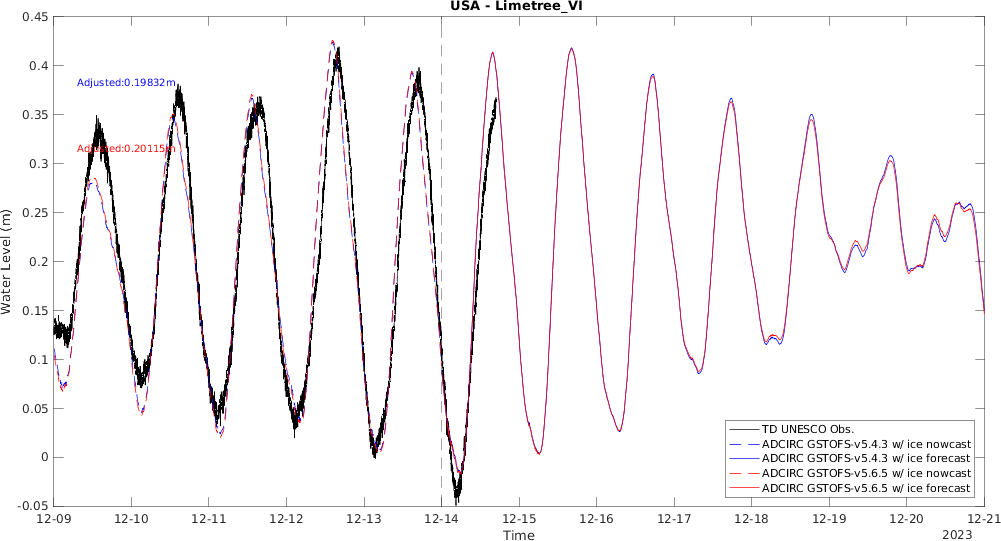 USA - Limetree_VI
0.45
0.4
0.35
0.3
0.25
0.2
0.15
0.1
0.05
0
-0.05
Water Level (m)
Adjusted:0.19832m
Adjusted:0.20115m
TD UNESCO Obs.
ADCIRC GSTOFS-v5.4.3 w/ ice nowcast
ADCIRC GSTOFS-v5.4.3 w/ ice forecast
ADCIRC GSTOFS-v5.6.5 w/ ice nowcast
ADCIRC GSTOFS-v5.6.5 w/ ice forecast
12-09 12-10 12-11 12-12 12-13 12-14 12-15 12-16 12-17 12-18 12-19 12-20 12-21
Time
2023